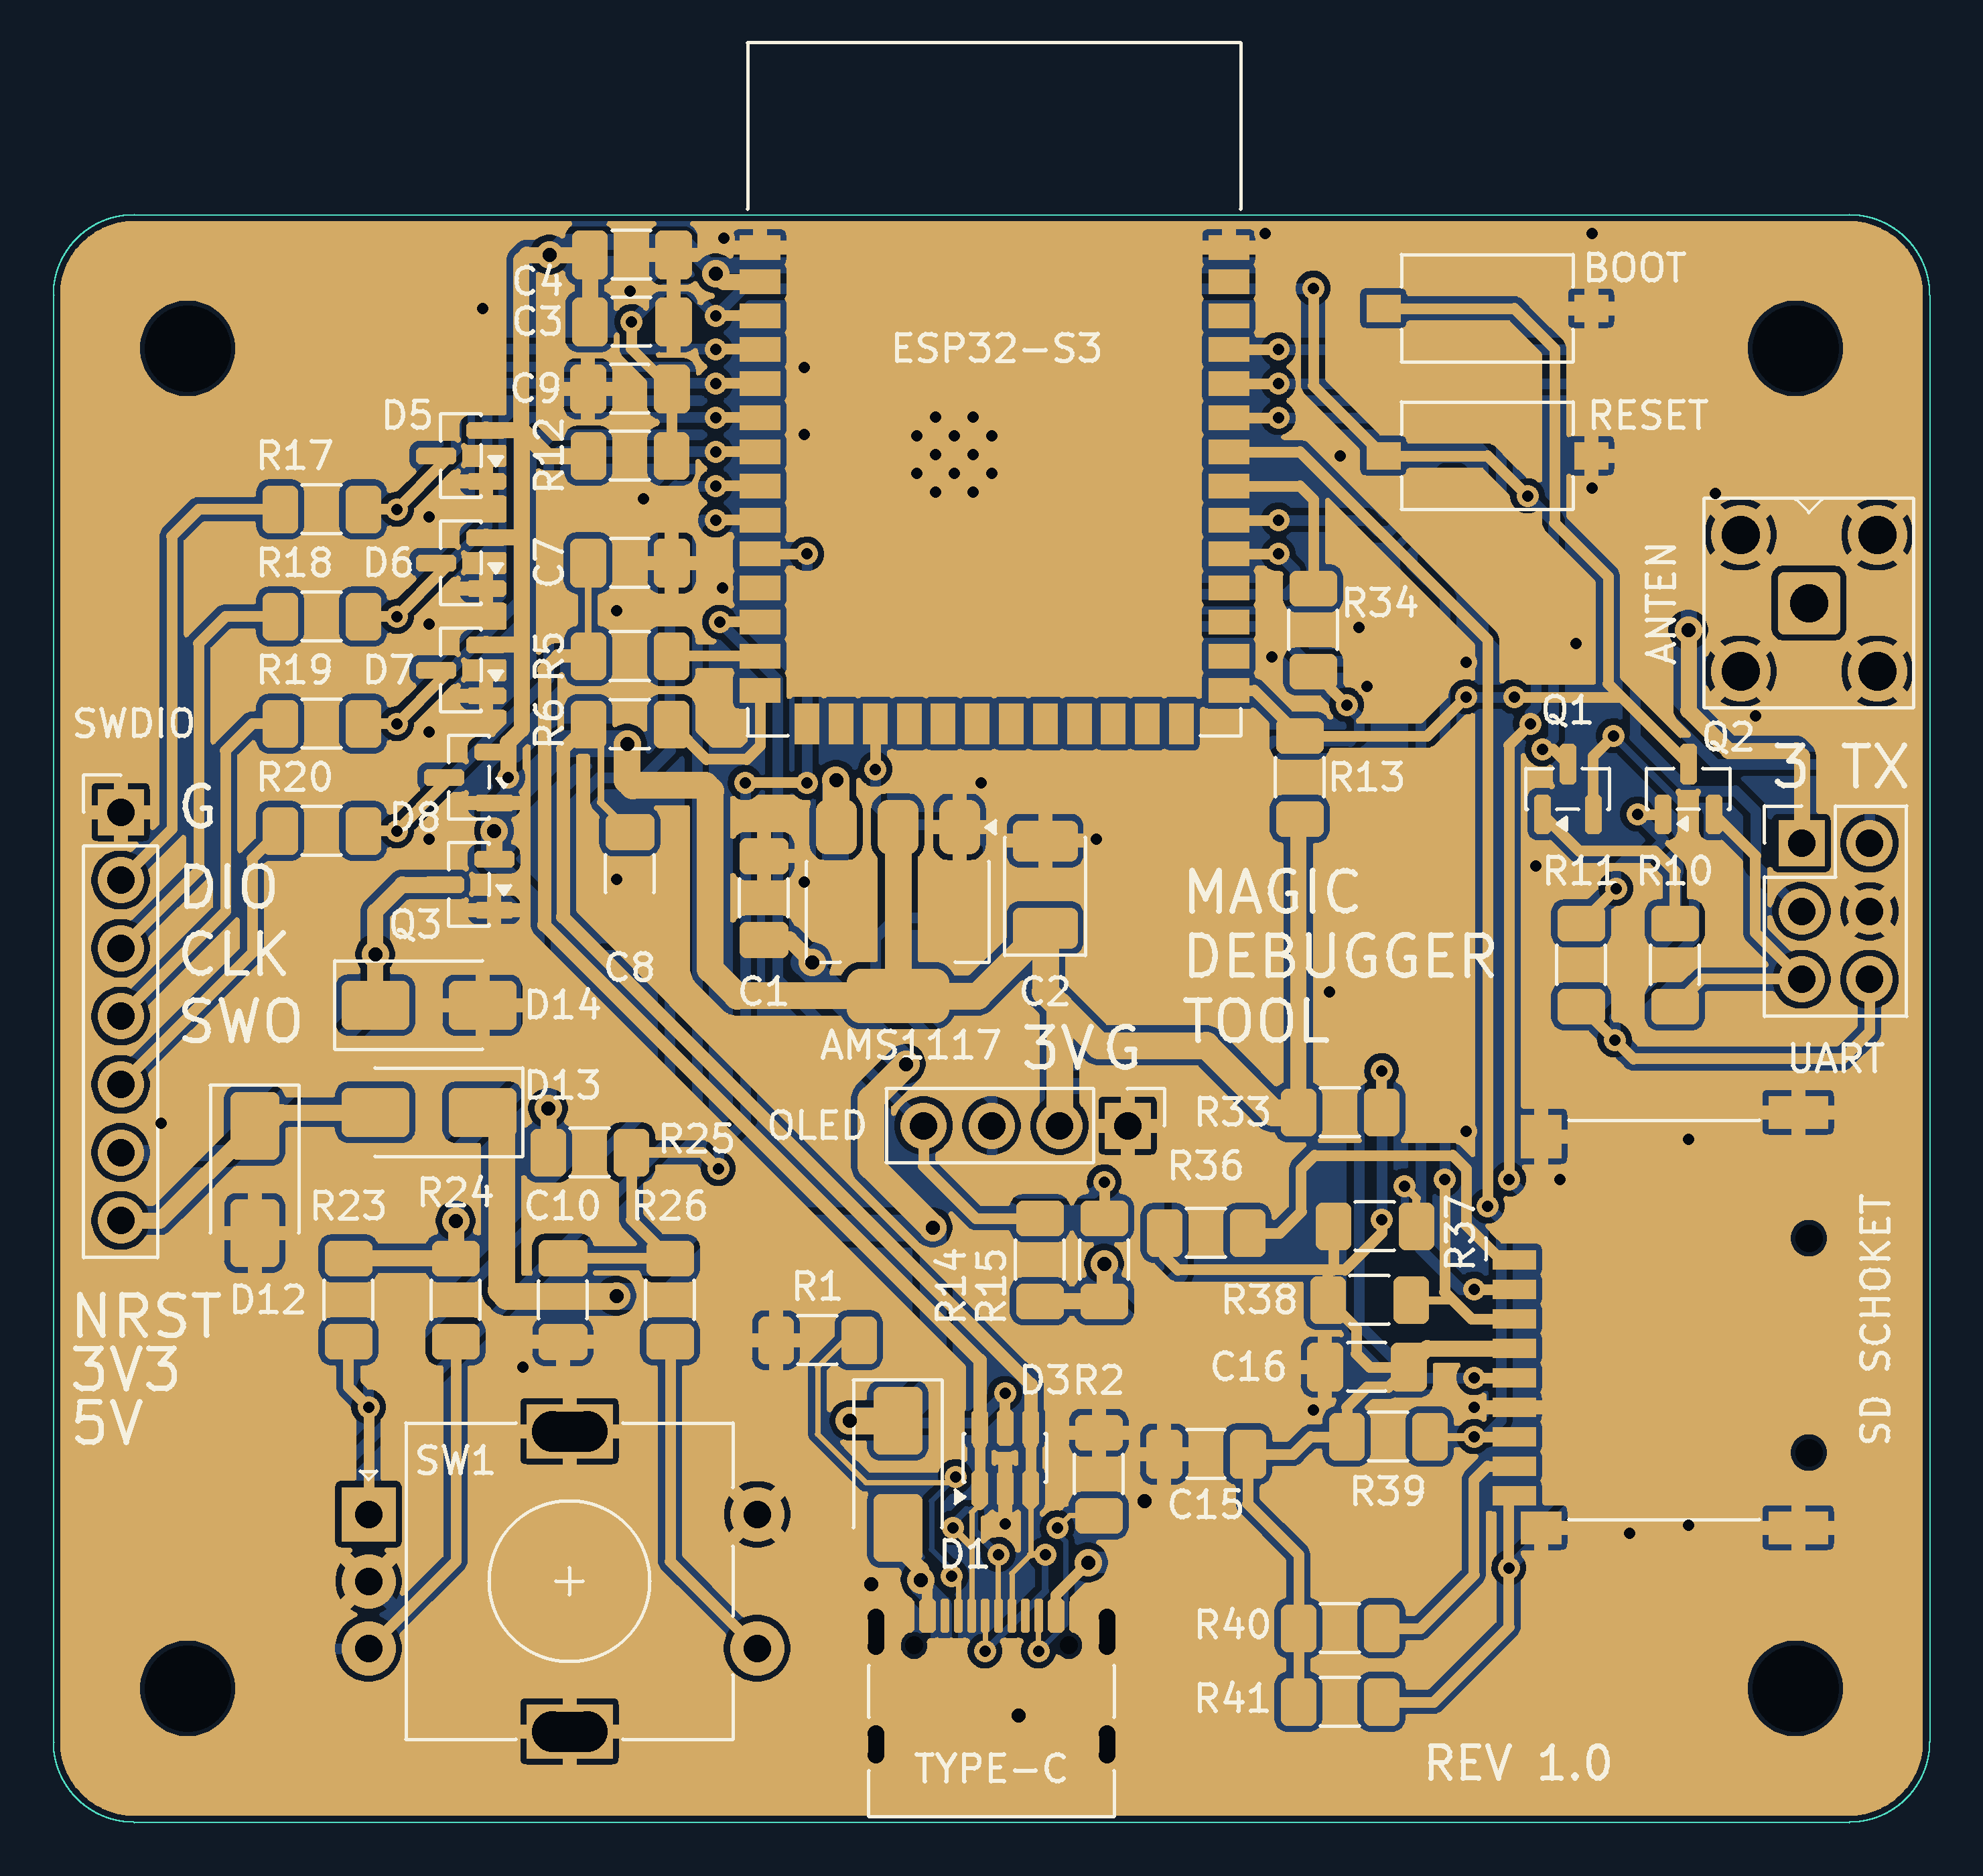 C4
BOOT
C3
ESP32-S3
C9
D5
RESET
R12
R17
R18
D6
C7
ANTEN
R34
R19
D7
R5
SWDIO
R6
Q1
Q2
3 TX
R20
R13
G
D8
DIO
R11
R10
MAGIC
DEBUGGER
TOOL
Q3
CLK
C8
C1
C2
SWO
D14
AMS1117
3VG
UART
D13
OLED
R33
R25
R36
R23
R24
C10
R26
R37
SD SCHOKET
R14
R15
D12
R1
R38
NRST
3V3
5V
C16
D3
R2
SW1
C15
R39
D1
R40
R41
TYPE-C
REV 1.0